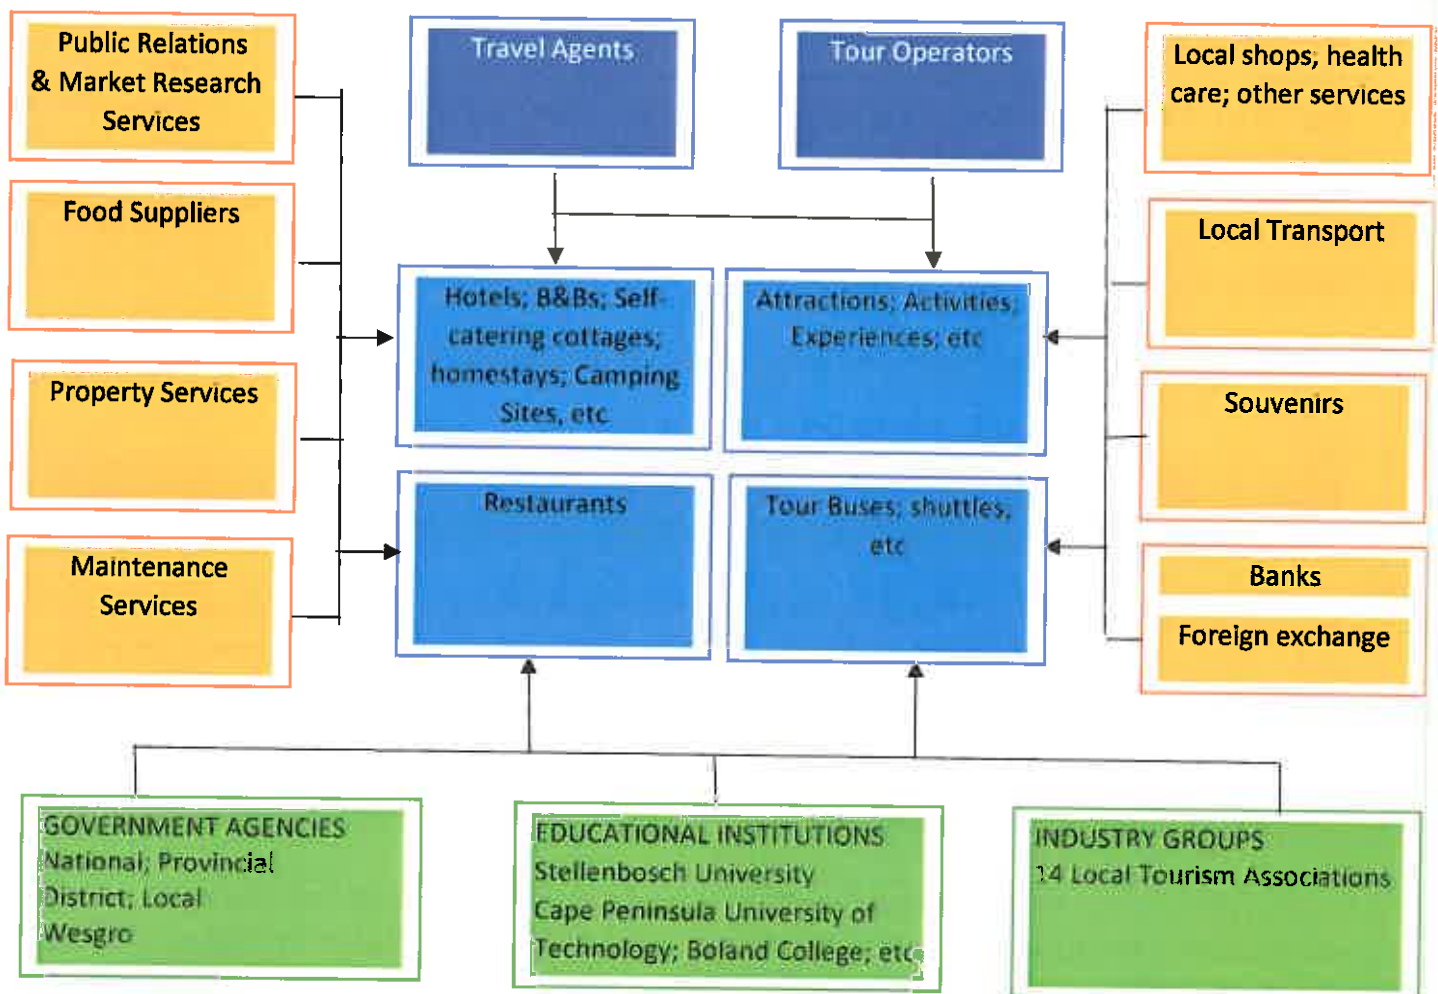 Public Relations
& Market Research
Services
Travel Agents
Tour Operators
Local shops; health
care; other services
Food Suppliers
Local Transport
Hotels; B&Bs; Self-
catering cottages;
homestays; Camping
Sites, etc
Attractions; Activities;
Experiences; etc
Property Services
Souvenirs
Restaurants
Tour Buses; shuttles,
etc
Maintenance
Services
Banks
Foreign exchange
GOVERNMENT AGENCIES
National; Provincial
District; Local
Wesgro
EDUCATIONAL INSTITUTIONS
Stellenbosch University
Cape Peninsula University of
Technology; Boland College; etc
INDUSTRY GROUPS
14 Local Tourism Associations